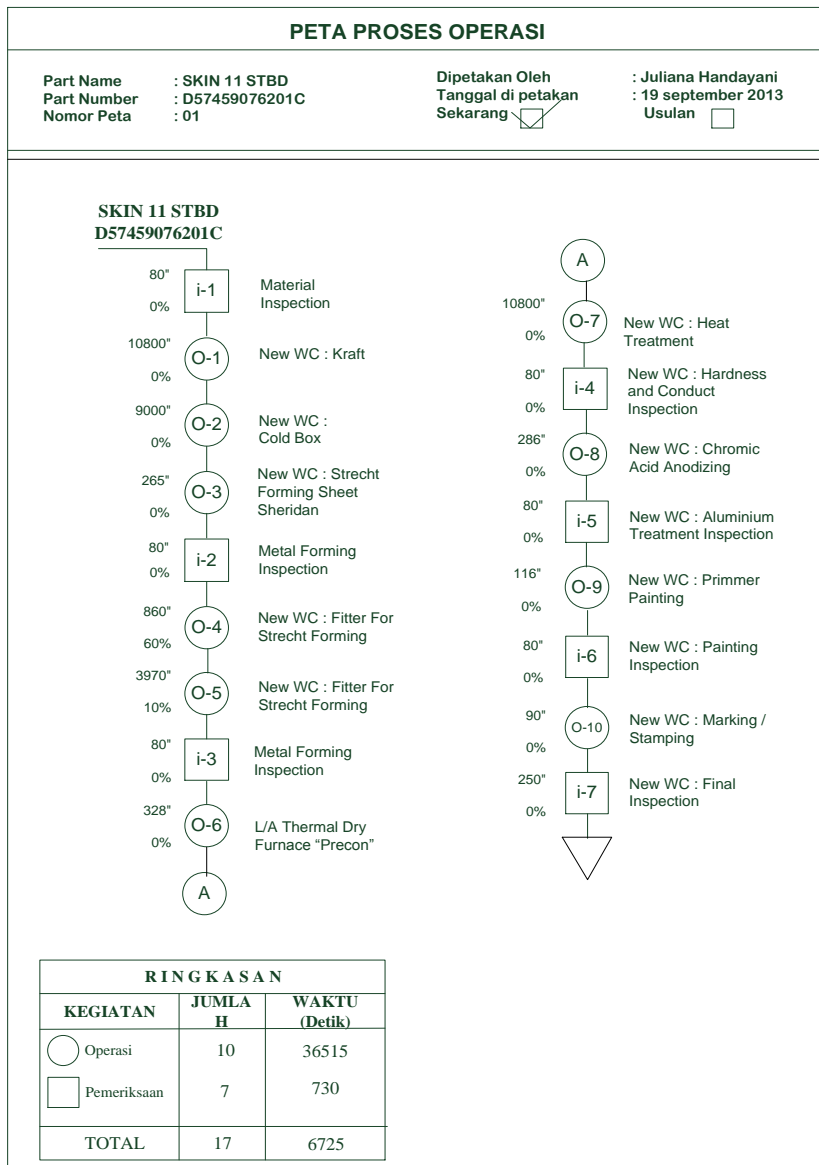 PETA PROSES OPERASI
Part Name : SKIN 11 STBD
Part Number : D57459076201C
Nomor Peta : 01
Dipetakan Oleh : Juliana Handayani
Tanggal di petakan : 19 september 2013
Sekarang Usulan
SKIN 11 STBD
D57459076201C
80"
0%
i-1
Material
Inspection
10800"
0%
O-1
New WC : Kraft
9000"
0%
O-2
New WC :
Cold Box
265"
0%
O-3
New WC : Strecht
Forming Sheet
Sheridan
80"
0%
i-2
Metal Forming
Inspection
860"
60%
O-4
New WC : Fitter For
Strecht Forming
3970"
10%
O-5
New WC : Fitter For
Strecht Forming
80"
0%
i-3
Metal Forming
Inspection
328"
0%
O-6
L/A Thermal Dry
Furnace “Precon”
A
A
10800"
0%
O-7
New WC : Heat
Treatment
80"
0%
i-4
New WC : Hardness
and Conduct
Inspection
286"
0%
O-8
New WC : Chromic
Acid Anodizing
80"
0%
i-5
New WC : Aluminium
Treatment Inspection
116"
0%
O-9
New WC : Primmer
Painting
80"
0%
i-6
New WC : Painting
Inspection
90"
0%
O-10
New WC : Marking /
Stamping
250"
0%
i-7
New WC : Final
Inspection
R I N G K A S A N
KEGIATAN
JUMLA
H
WAKTU
(Detik)
Operasi 10 36515
Pemeriksaan 7 730
TOTAL 17 6725